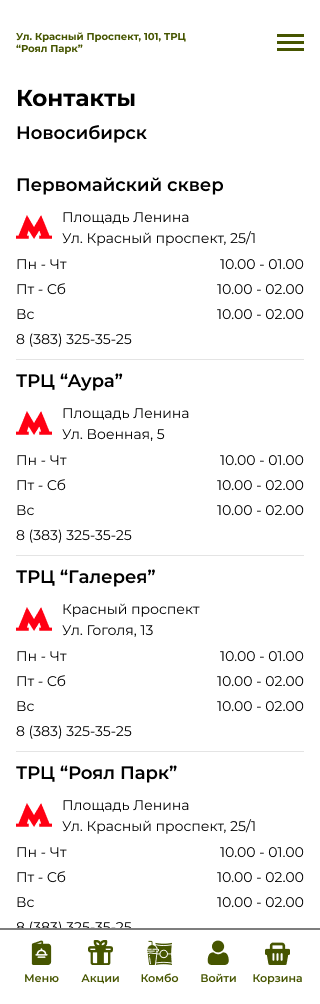 Ул. Красный Проспект, 101, ТРЦ
“Роял Парк”
Контакты
Новосибирск
Первомайский сквер
Площадь Ленина
Ул. Красный проспект, 25/1
Пн - Чт 10.00 - 01.00
Пт - Сб 10.00 - 02.00
Вс 10.00 - 02.00
8 (383) 325-35-25
ТРЦ “Аура”
Площадь Ленина
Ул. Военная, 5
Пн - Чт 10.00 - 01.00
Пт - Сб 10.00 - 02.00
Вс 10.00 - 02.00
8 (383) 325-35-25
ТРЦ “Галерея”
Красный проспект
Ул. Гоголя, 13
Пн - Чт 10.00 - 01.00
Пт - Сб 10.00 - 02.00
Вс 10.00 - 02.00
8 (383) 325-35-25
ТРЦ “Роял Парк”
Площадь Ленина
Ул. Красный проспект, 25/1
Пн - Чт 10.00 - 01.00
Пт - Сб 10.00 - 02.00
Вс 10.00 - 02.00
8 (383) 325-35-25
Меню Акции Комбо Войти Корзина